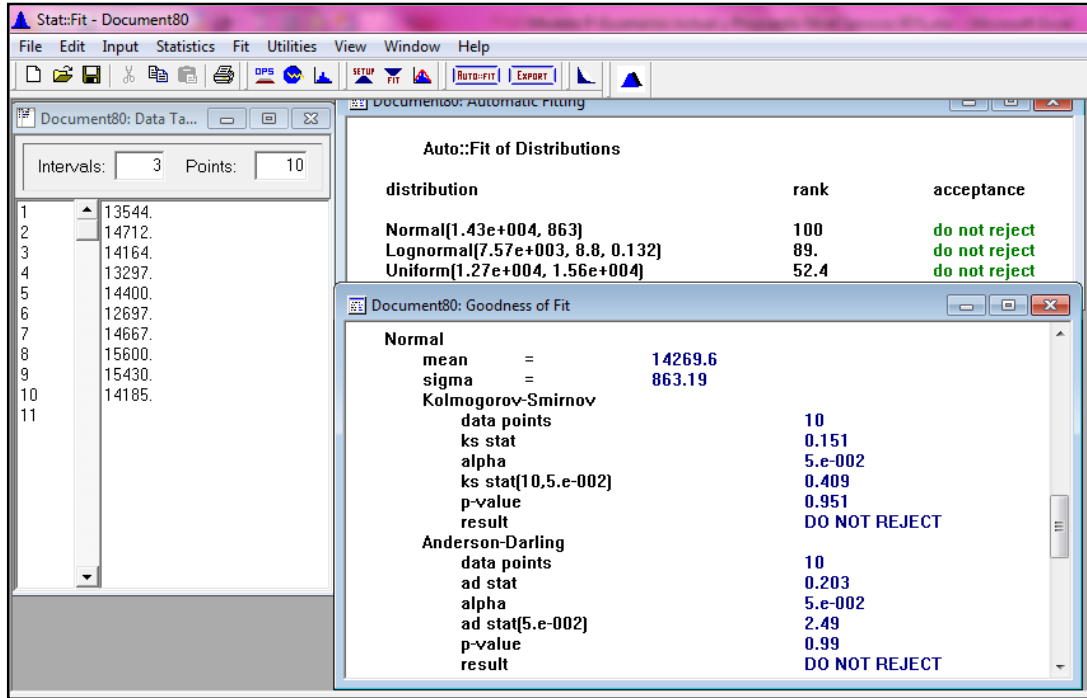 Stat::Fit - Document80
File Edit Input Statistics Fit Utilities View Window Help
OPS SETUP FIT AUTO::FIT EXPORT
Document80: Data Ta...
Intervals: 3 Points: 10
1 13544.
2 14712.
3 14164.
4 13297.
5 14400.
6 12697.
7 14667.
8 15600.
9 15430.
10 14185.
11
Document80: Automatic Fitting
Auto::Fit of Distributions
distribution rank acceptance
Normal(1.43e+004, 863) 100 do not reject
Lognormal(7.57e+003, 8.8, 0.132) 89. do not reject
Uniform(1.27e+004, 1.56e+004) 52.4 do not reject
Document80: Goodness of Fit
Normal
mean = 14269.6
sigma = 863.19
Kolmogorov-Smirnov
data points 10
ks stat 0.151
alpha 5.e-002
ks stat(10,5.e-002) 0.409
p-value 0.951
result DO NOT REJECT
Anderson-Darling
data points 10
ad stat 0.203
alpha 5.e-002
ad stat(5.e-002) 2.49
p-value 0.99
result DO NOT REJECT